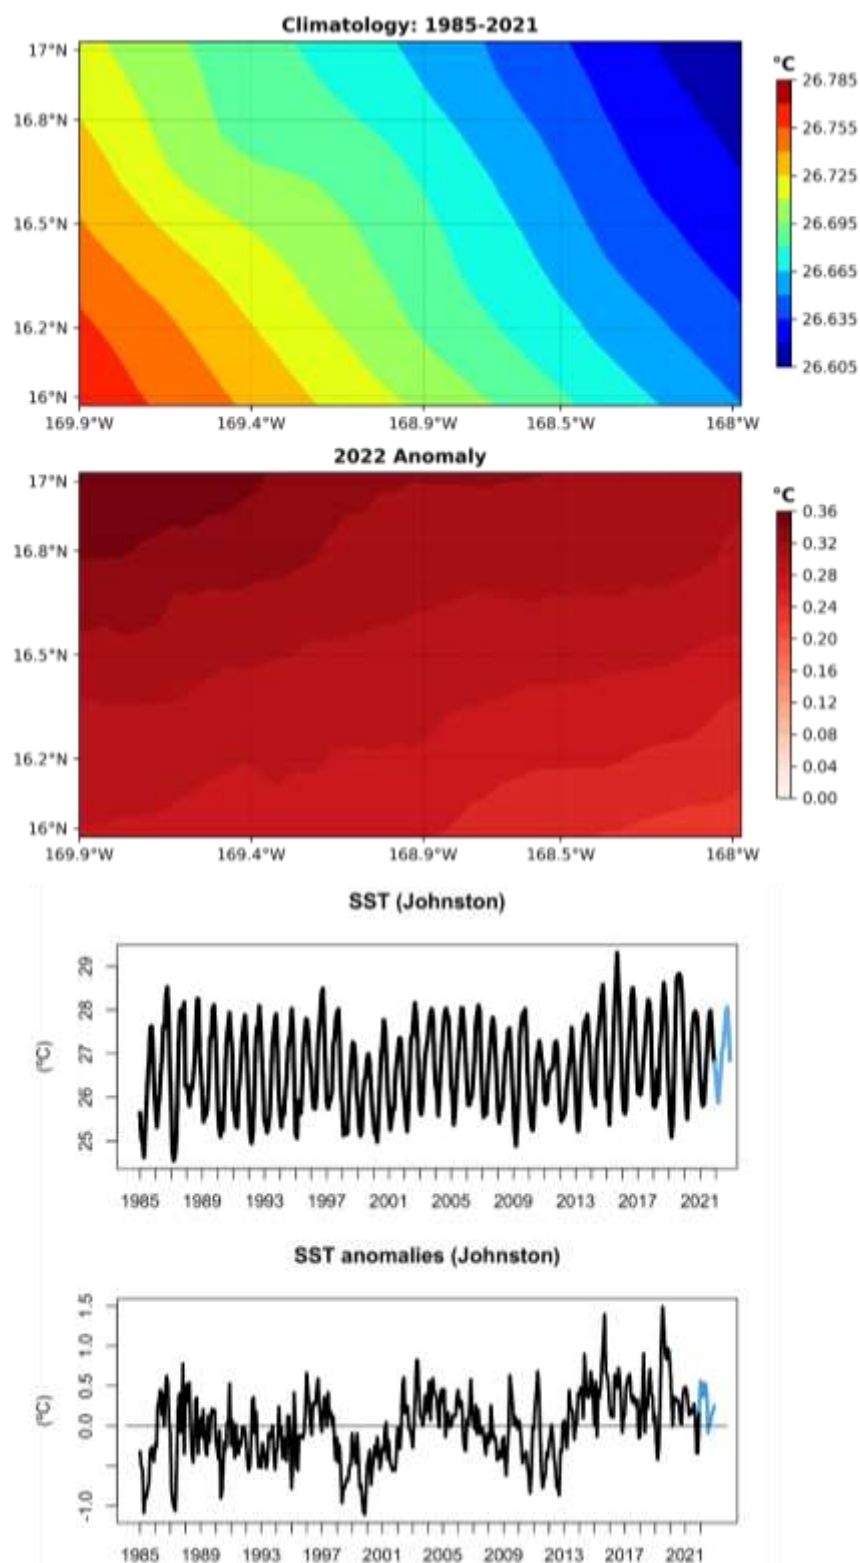 Climatology: 1985-2021
°C
17°N
16.8°N
16.5°N
16.2°N
16°N
169.9°W 169.4°W 168.9°W 168.5°W 168°W
26.785
26.755
26.725
26.695
26.665
26.635
26.605
2022 Anomaly
°C
17°N
16.8°N
16.5°N
16.2°N
16°N
169.9°W 169.4°W 168.9°W 168.5°W 168°W
0.36
0.32
0.28
0.24
0.20
0.16
0.12
0.08
0.04
0.00
SST (Johnston)
(ºC)
29
28
27
26
25
1985 1989 1993 1997 2001 2005 2009 2013 2017 2021
SST anomalies (Johnston)
(ºC)
1.5
1.0
0.5
0.0
-1.0
1985 1989 1993 1997 2001 2005 2009 2013 2017 2021